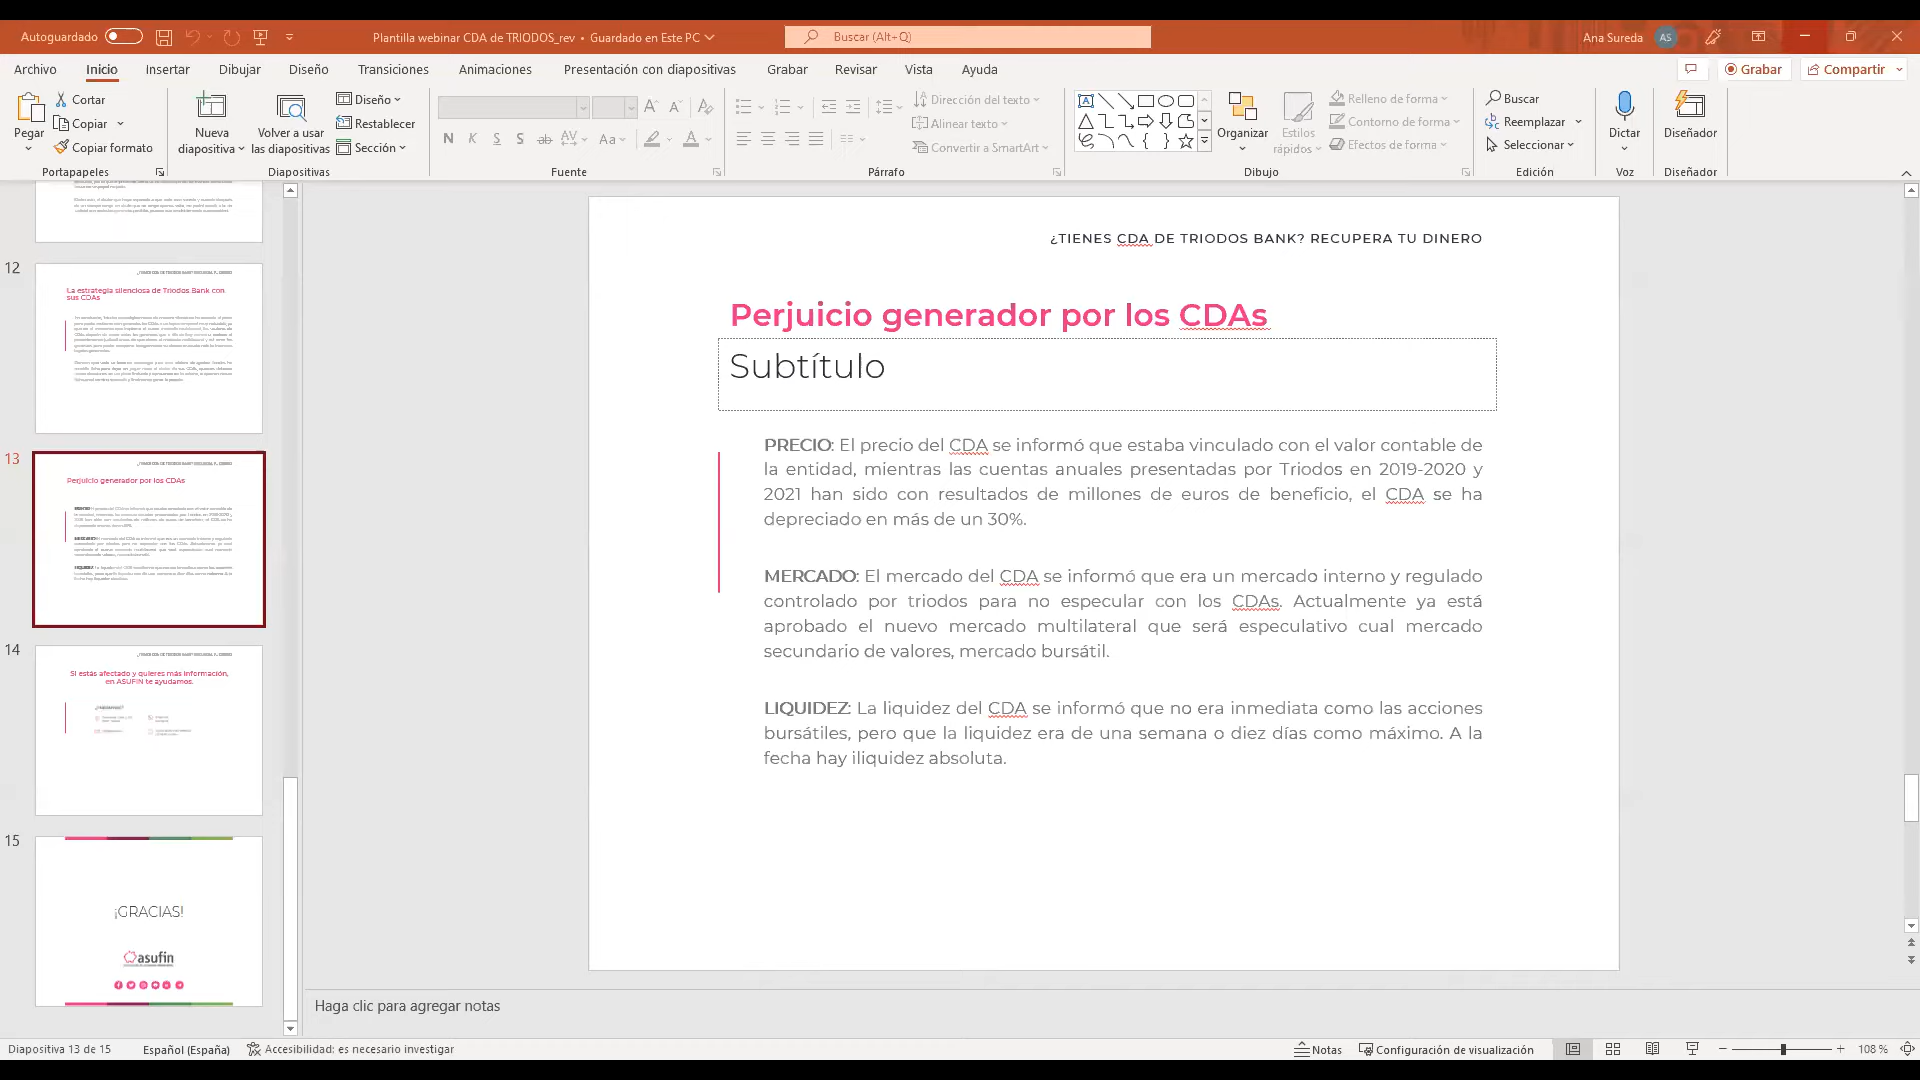 Autoguardado
Plantilla webinar CDA de TRIODOS_rev • Guardado en Este PC
Buscar (Alt+Q)
Ana Sureda
AS
Archivo
Inicio
Insertar
Dibujar
Diseño
Transiciones
Animaciones
Presentación con diapositivas
Grabar
Revisar
Vista
Ayuda
Grabar
Compartir
Pegar
Cortar
Copiar
Copiar formato
Portapapeles
Nueva
diapositiva
Volver a usar
las diapositivas
Diseño
Restablecer
Sección
Diapositivas
N K S S ab AV Aa A
Fuente
Dirección del texto
Alinear texto
Convertir a SmartArt
Párrafo
Organizar
Estilos
rápidos
Relleno de forma
Contorno de forma
Efectos de forma
Dibujo
Buscar
Reemplazar
Seleccionar
Edición
Dictar
Voz
Diseñador
Diseñador
12
La estrategia silenciosa de Triodos Bank con
sus CDAs
13
Perjuicio generador por los CDAs
14
Si estás afectado y quieres más información,
en ASUFIN te ayudamos.
15
¡GRACIAS!
asufin
¿TIENES CDA DE TRIODOS BANK? RECUPERA TU DINERO
Perjuicio generador por los CDAs
Subtítulo
PRECIO: El precio del CDA se informó que estaba vinculado con el valor contable de
la entidad, mientras las cuentas anuales presentadas por Triodos en 2019-2020 y
2021 han sido con resultados de millones de euros de beneficio, el CDA se ha
depreciado en más de un 30%.
MERCADO: El mercado del CDA se informó que era un mercado interno y regulado
controlado por triodos para no especular con los CDAs. Actualmente ya está
aprobado el nuevo mercado multilateral que será especulativo cual mercado
secundario de valores, mercado bursátil.
LIQUIDEZ: La liquidez del CDA se informó que no era inmediata como las acciones
bursátiles, pero que la liquidez era de una semana o diez días como máximo. A la
fecha hay iliquidez absoluta.
Haga clic para agregar notas
Diapositiva 13 de 15
Español (España)
Accesibilidad: es necesario investigar
Notas
Configuración de visualización
108 %